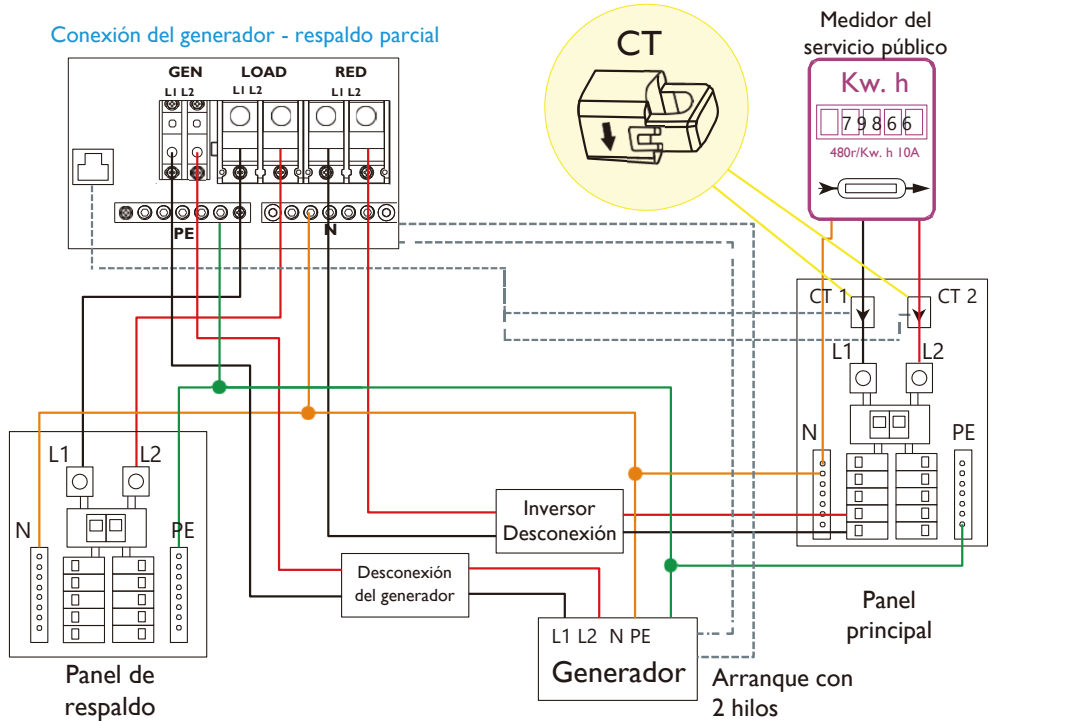 Conexión del generador - respaldo parcial
GEN LOAD RED
L1 L2 L1 L2 L1 L2
PE N
CT
Medidor del
servicio público
Kw. h
79866
480r/Kw. h 10A
CT 1 CT 2
L1 L2
N PE
Panel
principal
L1 L2
N PE
Panel de
respaldo
Inversor
Desconexión
Desconexión
del generador
L1 L2 N PE
Generador
Arranque con
2 hilos